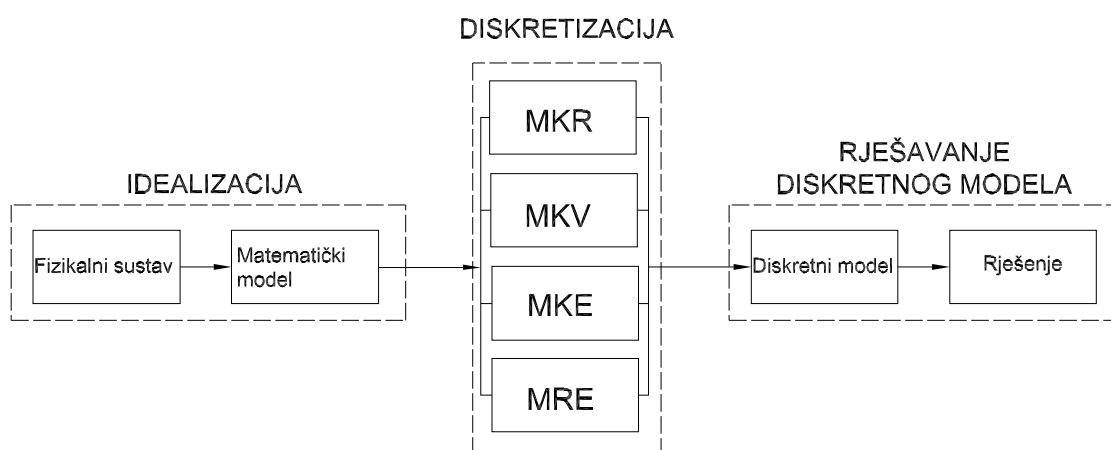 DISKRETIZACIJA
MKR
MKV
MKE
MRE
IDEALIZACIJA
Fizikalni sustav
Matematički
model
RJEŠAVANJE
DISKRETNOG MODELA
Diskretni model
Rješenje